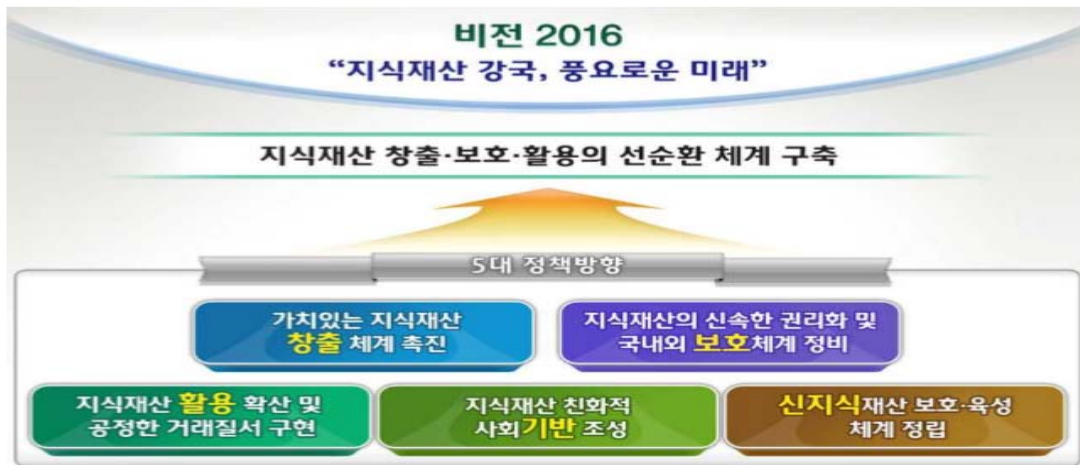 비전 2016
“지식재산 강국, 풍요로운 미래”
지식재산 창출·보호·활용의 선순환 체계 구축
5대 정책방향
가치있는 지식재산
창출 체계 촉진
지식재산의 신속한 권리화 및
국내외 보호체계 정비
지식재산 활용 확산 및
공정한 거래질서 구현
지식재산 친화적
사회기반 조성
신지식재산 보호·육성
체계 정립